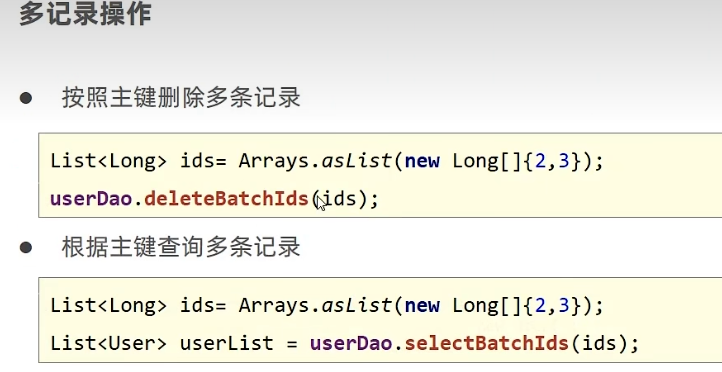 多记录操作
● 按照主键删除多条记录
List<Long> ids= Arrays.asList(new Long[]{2,3});
userDao.deleteBatchIds(ids);
● 根据主键查询多条记录
List<Long> ids= Arrays.asList(new Long[]{2,3});
List<User> userList = userDao.selectBatchIds(ids);